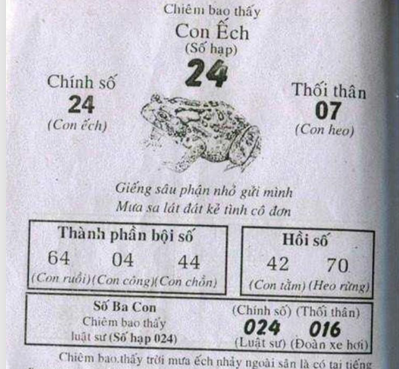 Chiêm bao thấy
Con Ếch
(Số hạp)
24
Chính số
24
(Con ếch)
Thối thân
07
(Con heo)
Giếng sâu phận nhỏ gửi mình
Mưa sa lát đát kẻ tình cô đơn
Thành phần bội số
64 04 44
(Con ruồi)(Con công)(Con chồn)
Hồi số
42 70
(Con tằm) (Heo rừng)
Số Ba Con
Chiêm bao thấy
luật sư (Số hạp 024)
(Chính số) (Thối thân)
024 016
(Luật sư) (Đoàn xe hơi)
Chiêm bao thấy trời mưa ếch nhảy ngoài sân là có tai tiếng